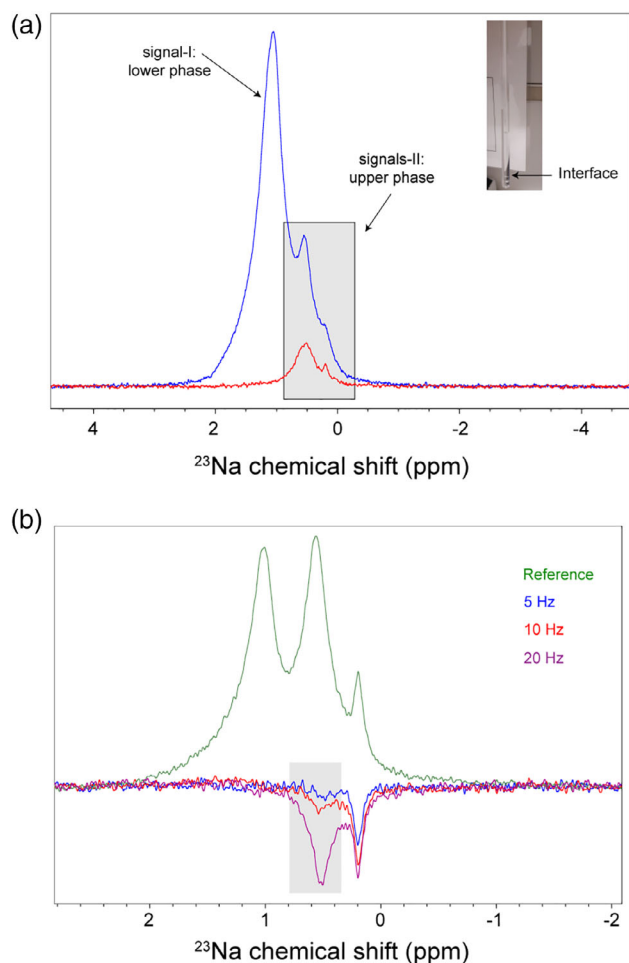 (a)
signal-I:
lower phase
signals-II:
upper phase
Interface
4 2 0 -2 -4
²³Na chemical shift (ppm)
(b)
Reference
5 Hz
10 Hz
20 Hz
2 1 0 -1 -2
²³Na chemical shift (ppm)